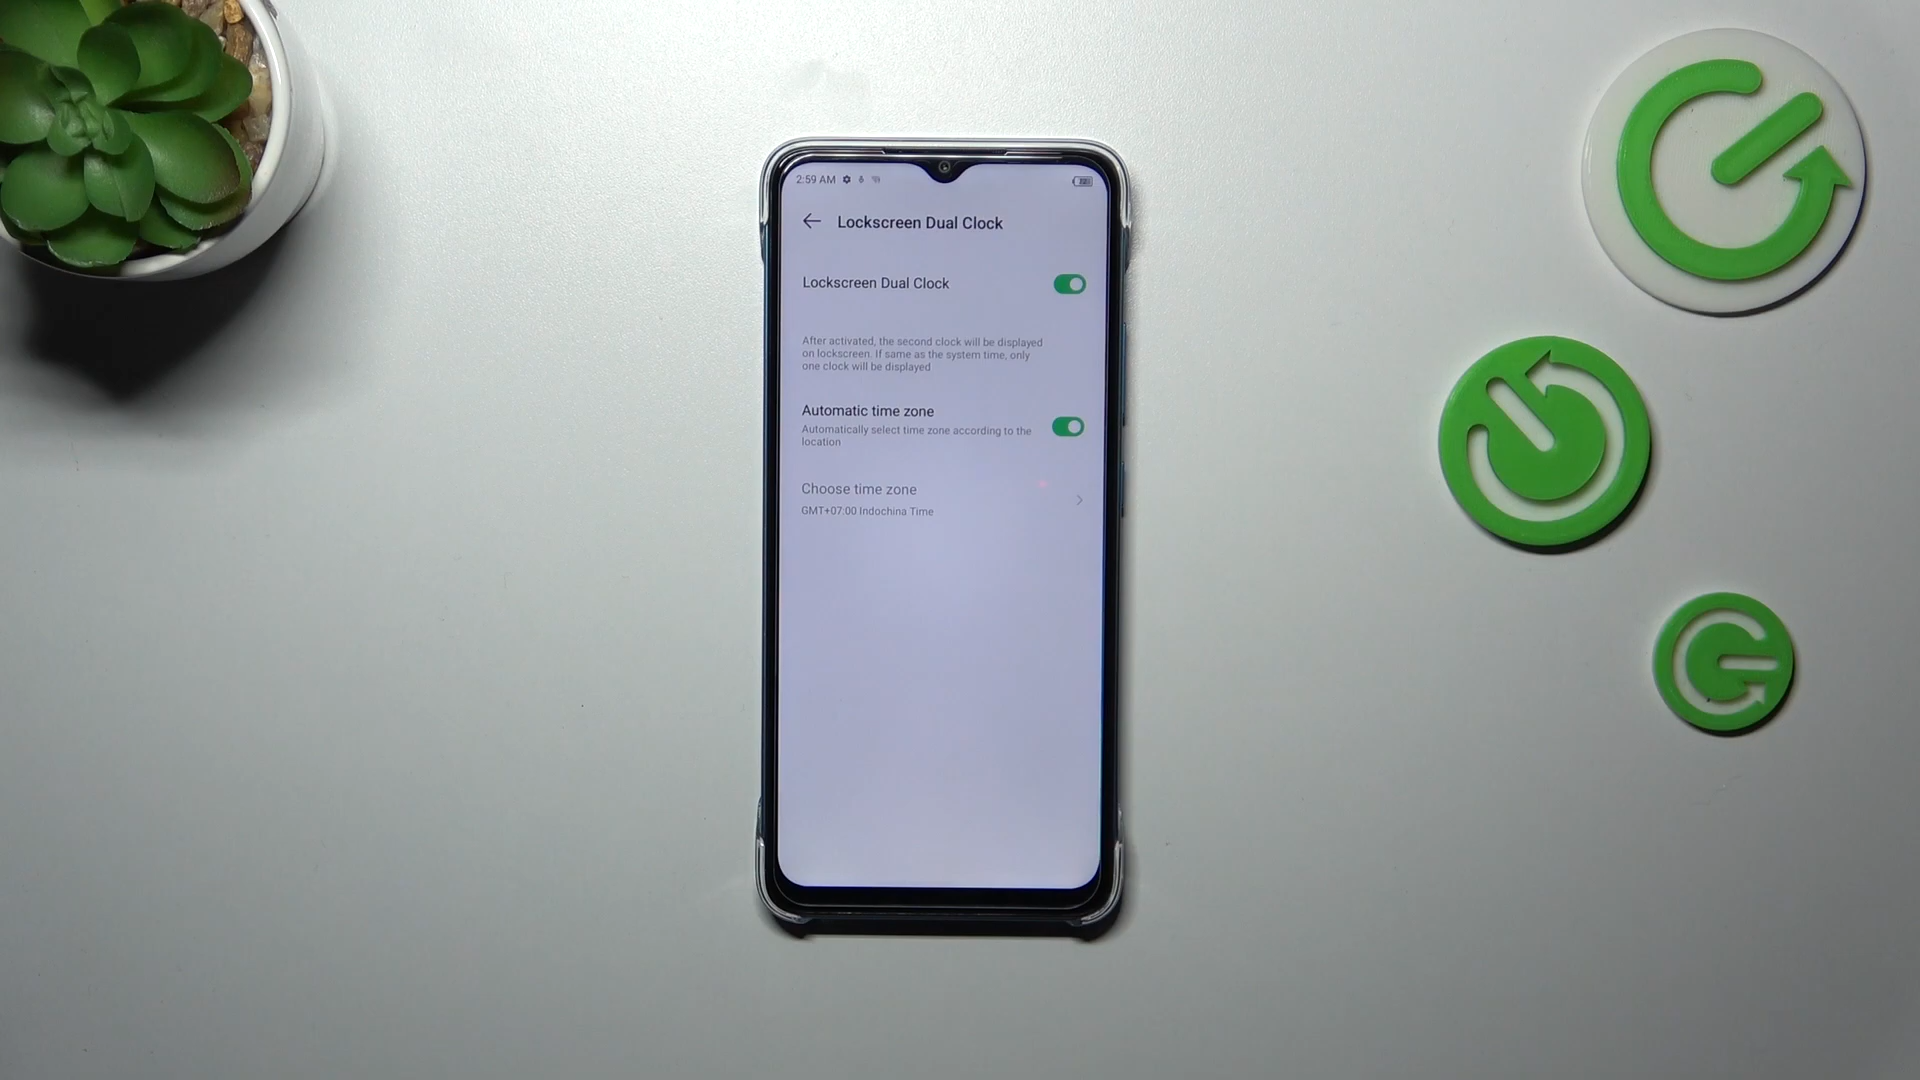 2:59 AM
Lockscreen Dual Clock
Lockscreen Dual Clock
After activated, the second clock will be displayed
on lockscreen. If same as the system time, only
one clock will be displayed
Automatic time zone
Automatically select time zone according to the
location
Choose time zone
GMT+07:00 Indochina Time